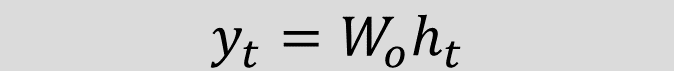 $y_t = W_o h_t$